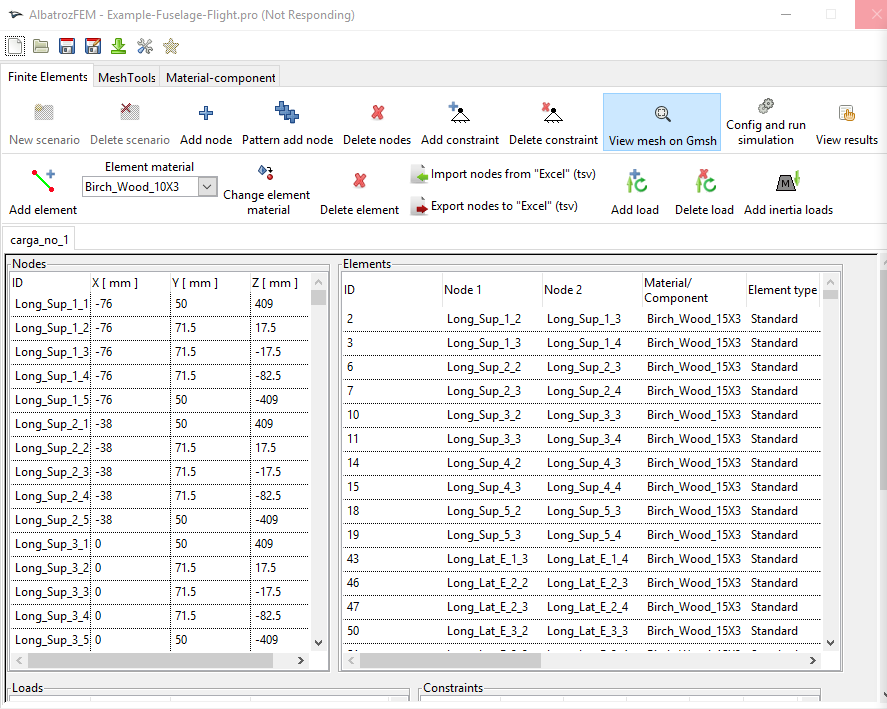 AlbatrozFEM - Example-Fuselage-Flight.pro (Not Responding)
Finite Elements MeshTools Material-component
New scenario Delete scenario Add node Pattern add node Delete nodes Add constraint Delete constraint View mesh on Gmsh Config and run simulation View results
Add element Element material Birch_Wood_10X3 Change element material Delete element Import nodes from "Excel" (tsv) Export nodes to "Excel" (tsv) Add load Delete load Add inertia loads
M
carga_no_1
Nodes
ID X [ mm ] Y [ mm ] Z [ mm ]
Long_Sup_1_1 -76 50 409
Long_Sup_1_2 -76 71.5 17.5
Long_Sup_1_3 -76 71.5 -17.5
Long_Sup_1_4 -76 71.5 -82.5
Long_Sup_1_5 -76 50 -409
Long_Sup_2_1 -38 50 409
Long_Sup_2_2 -38 71.5 17.5
Long_Sup_2_3 -38 71.5 -17.5
Long_Sup_2_4 -38 71.5 -82.5
Long_Sup_2_5 -38 50 -409
Long_Sup_3_1 0 50 409
Long_Sup_3_2 0 71.5 17.5
Long_Sup_3_3 0 71.5 -17.5
Long_Sup_3_4 0 71.5 -82.5
Long_Sup_3_5 0 50 -409
Elements
ID Node 1 Node 2 Material/ Component Element type
2 Long_Sup_1_2 Long_Sup_1_3 Birch_Wood_15X3 Standard
3 Long_Sup_1_3 Long_Sup_1_4 Birch_Wood_15X3 Standard
6 Long_Sup_2_2 Long_Sup_2_3 Birch_Wood_15X3 Standard
7 Long_Sup_2_3 Long_Sup_2_4 Birch_Wood_15X3 Standard
10 Long_Sup_3_2 Long_Sup_3_3 Birch_Wood_15X3 Standard
11 Long_Sup_3_3 Long_Sup_3_4 Birch_Wood_15X3 Standard
14 Long_Sup_4_2 Long_Sup_4_3 Birch_Wood_15X3 Standard
15 Long_Sup_4_3 Long_Sup_4_4 Birch_Wood_15X3 Standard
18 Long_Sup_5_2 Long_Sup_5_3 Birch_Wood_15X3 Standard
19 Long_Sup_5_3 Long_Sup_5_4 Birch_Wood_15X3 Standard
43 Long_Lat_E_1_3 Long_Lat_E_1_4 Birch_Wood_15X3 Standard
46 Long_Lat_E_2_2 Long_Lat_E_2_3 Birch_Wood_15X3 Standard
47 Long_Lat_E_2_3 Long_Lat_E_2_4 Birch_Wood_15X3 Standard
50 Long_Lat_E_3_2 Long_Lat_E_3_3 Birch_Wood_15X3 Standard
Loads
Constraints